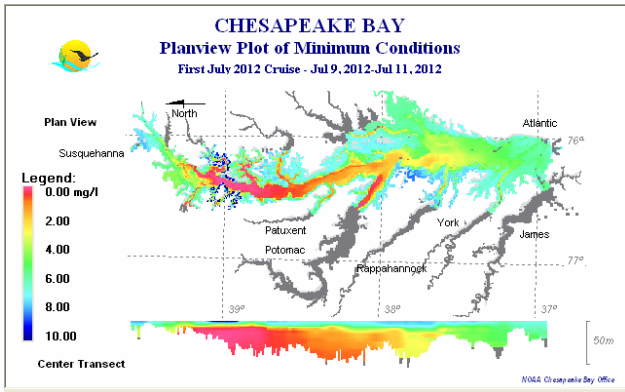 CHESAPEAKE BAY
Planview Plot of Minimum Conditions
First July 2012 Cruise - Jul 9, 2012-Jul 11, 2012
North
Plan View
Atlantic
76°
Susquehanna
Legend:
0.00 mg/l
2.00
4.00
6.00
8.00
10.00
Patuxent
Potomac
Rappahannock
York
James
77°
39°
38°
37°
50m
Center Transect
NOAA Chesapeake Bay Office